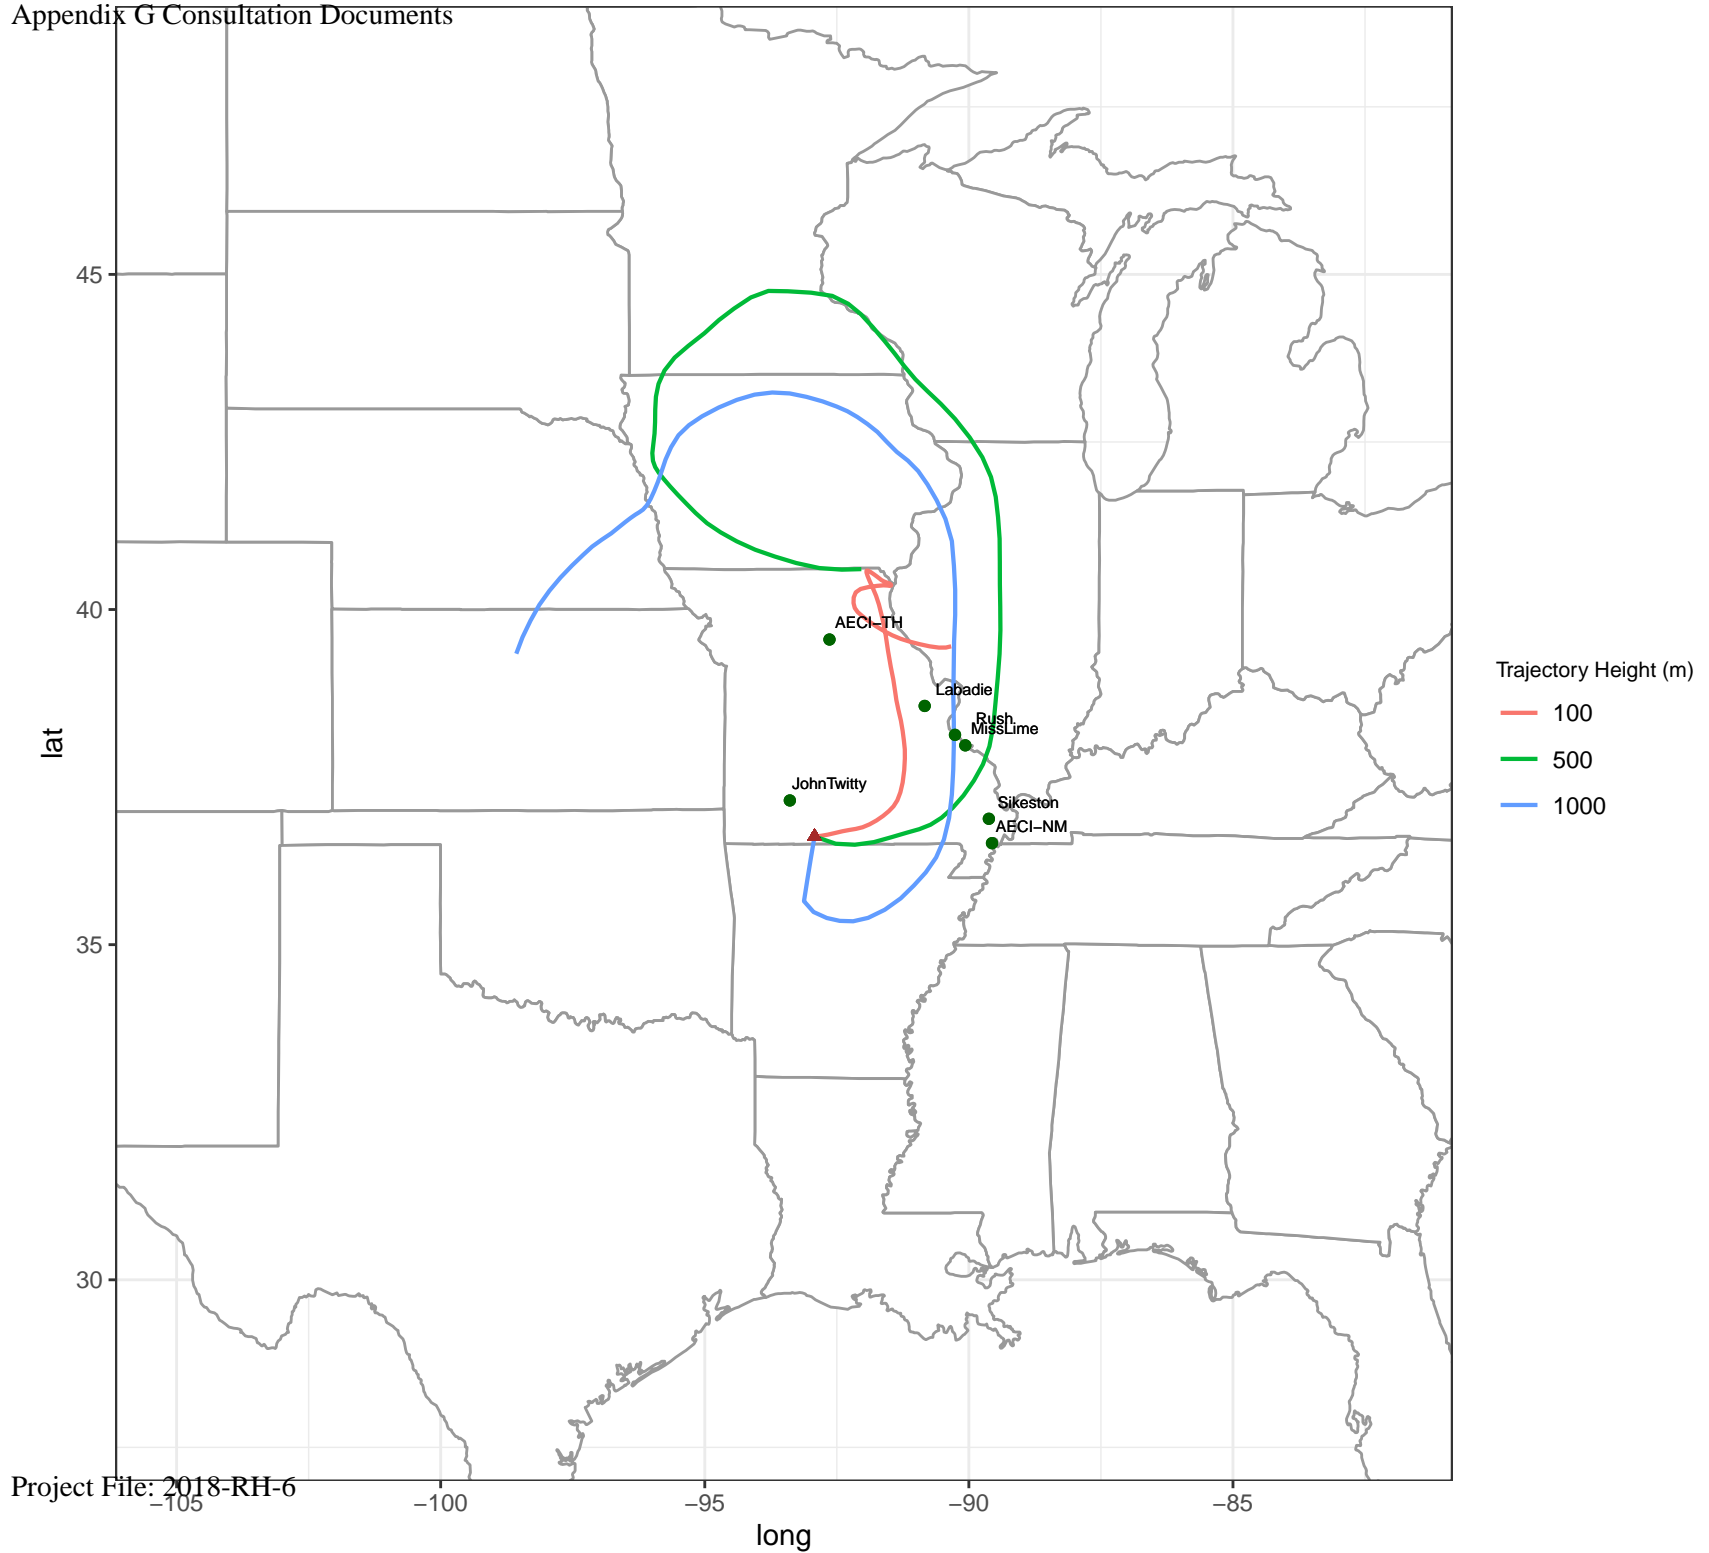 Appendix G Consultation Documents
45
40
35
30
lat
AECI−TH
Labadie
Rush
MissLime
JohnTwitty
Sikeston
AECI−NM
Trajectory Height (m)
100
500
1000
Project File: 2018-RH-6
−105
−100
−95
−90
−85
long